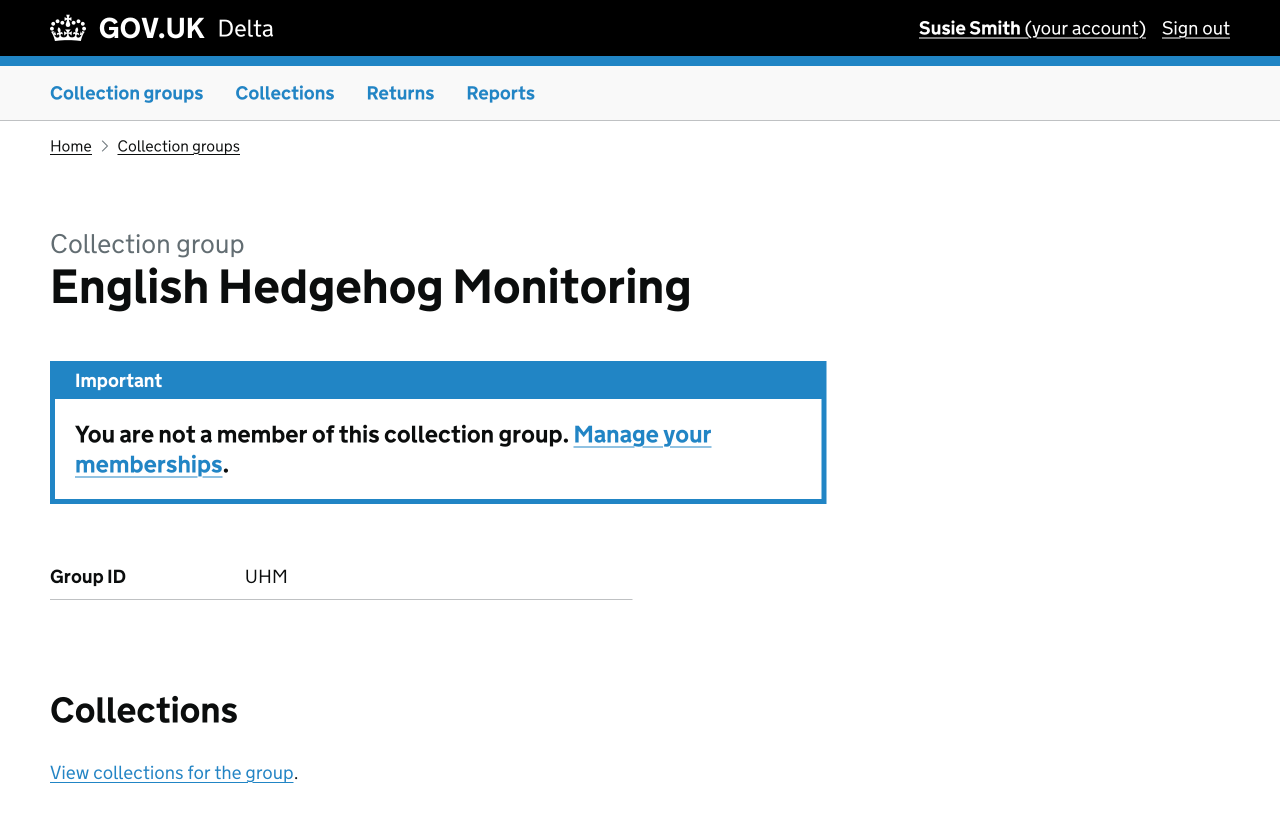 GOV.UK Delta Susie Smith (your account) Sign out
Collection groups Collections Returns Reports
Home Collection groups
Collection group
English Hedgehog Monitoring
Important
You are not a member of this collection group. Manage your
memberships.
Group ID UHM
Collections
View collections for the group.